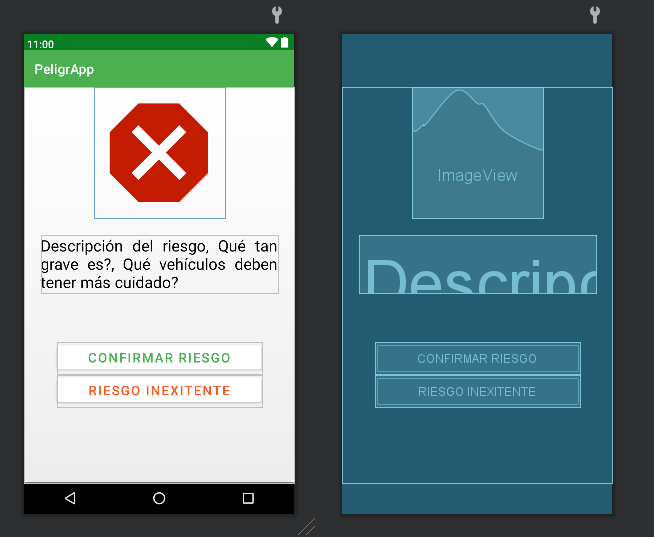 11:00
PeligrApp
Descripción del riesgo, Qué tan
grave es?, Qué vehículos deben
tener más cuidado?
CONFIRMAR RIESGO
RIESGO INEXITENTE
ImageView
Descripc
CONFIRMAR RIESGO
RIESGO INEXITENTE